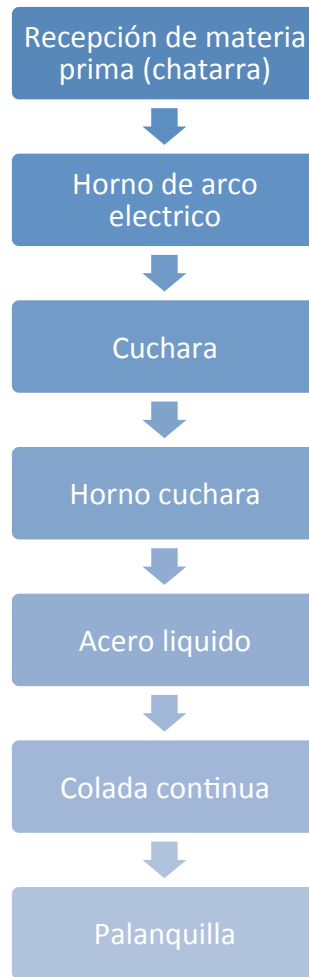 Recepción de materia
prima (chatarra)
Horno de arco
electrico
Cuchara
Horno cuchara
Acero liquido
Colada continua
Palanquilla